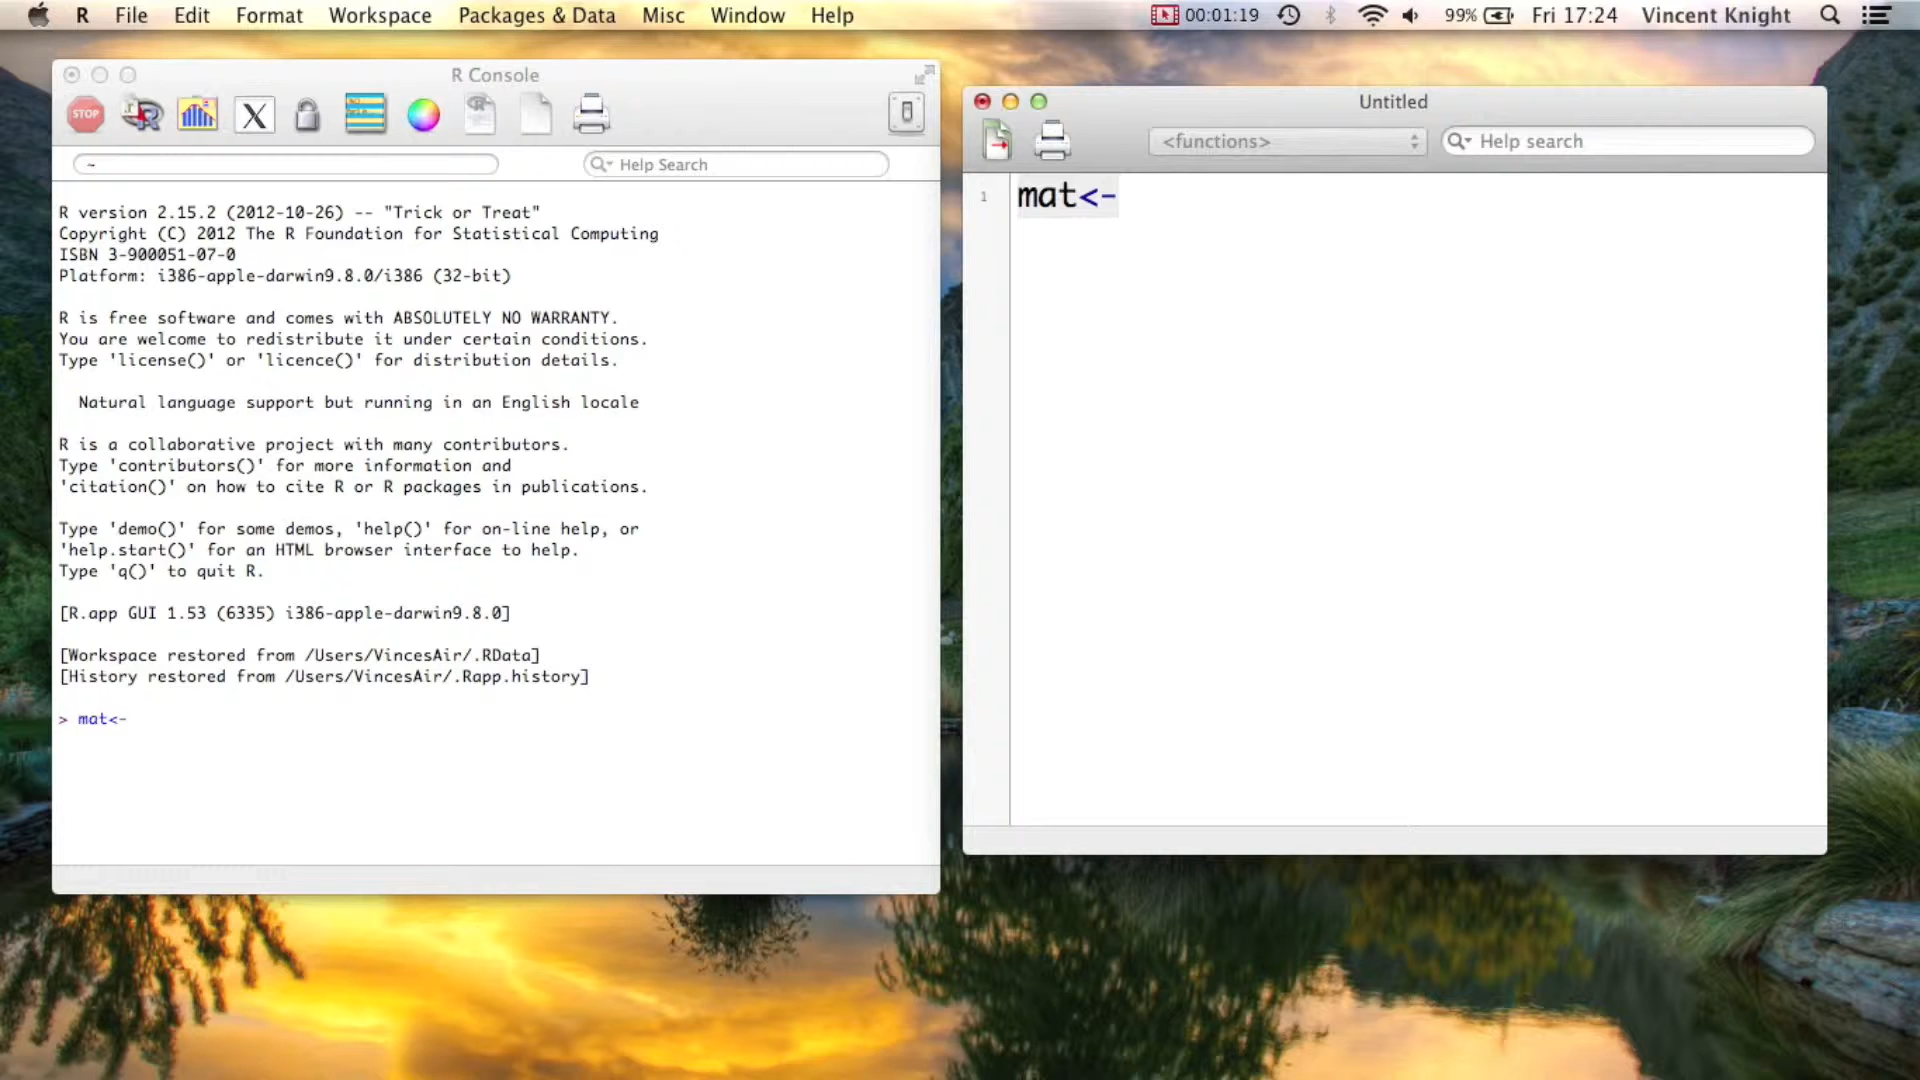 R File Edit Format Workspace Packages & Data Misc Window Help 00:01:19 99% Fri 17:24 Vincent Knight
R Console
STOP
~ Help Search
R version 2.15.2 (2012-10-26) -- "Trick or Treat"
Copyright (C) 2012 The R Foundation for Statistical Computing
ISBN 3-900051-07-0
Platform: i386-apple-darwin9.8.0/i386 (32-bit)
R is free software and comes with ABSOLUTELY NO WARRANTY.
You are welcome to redistribute it under certain conditions.
Type 'license()' or 'licence()' for distribution details.
Natural language support but running in an English locale
R is a collaborative project with many contributors.
Type 'contributors()' for more information and
'citation()' on how to cite R or R packages in publications.
Type 'demo()' for some demos, 'help()' for on-line help, or
'help.start()' for an HTML browser interface to help.
Type 'q()' to quit R.
[R.app GUI 1.53 (6335) i386-apple-darwin9.8.0]
[Workspace restored from /Users/VincesAir/.RData]
[History restored from /Users/VincesAir/.Rapp.history]
> mat<-
Untitled
<functions> Help search
1 mat<-